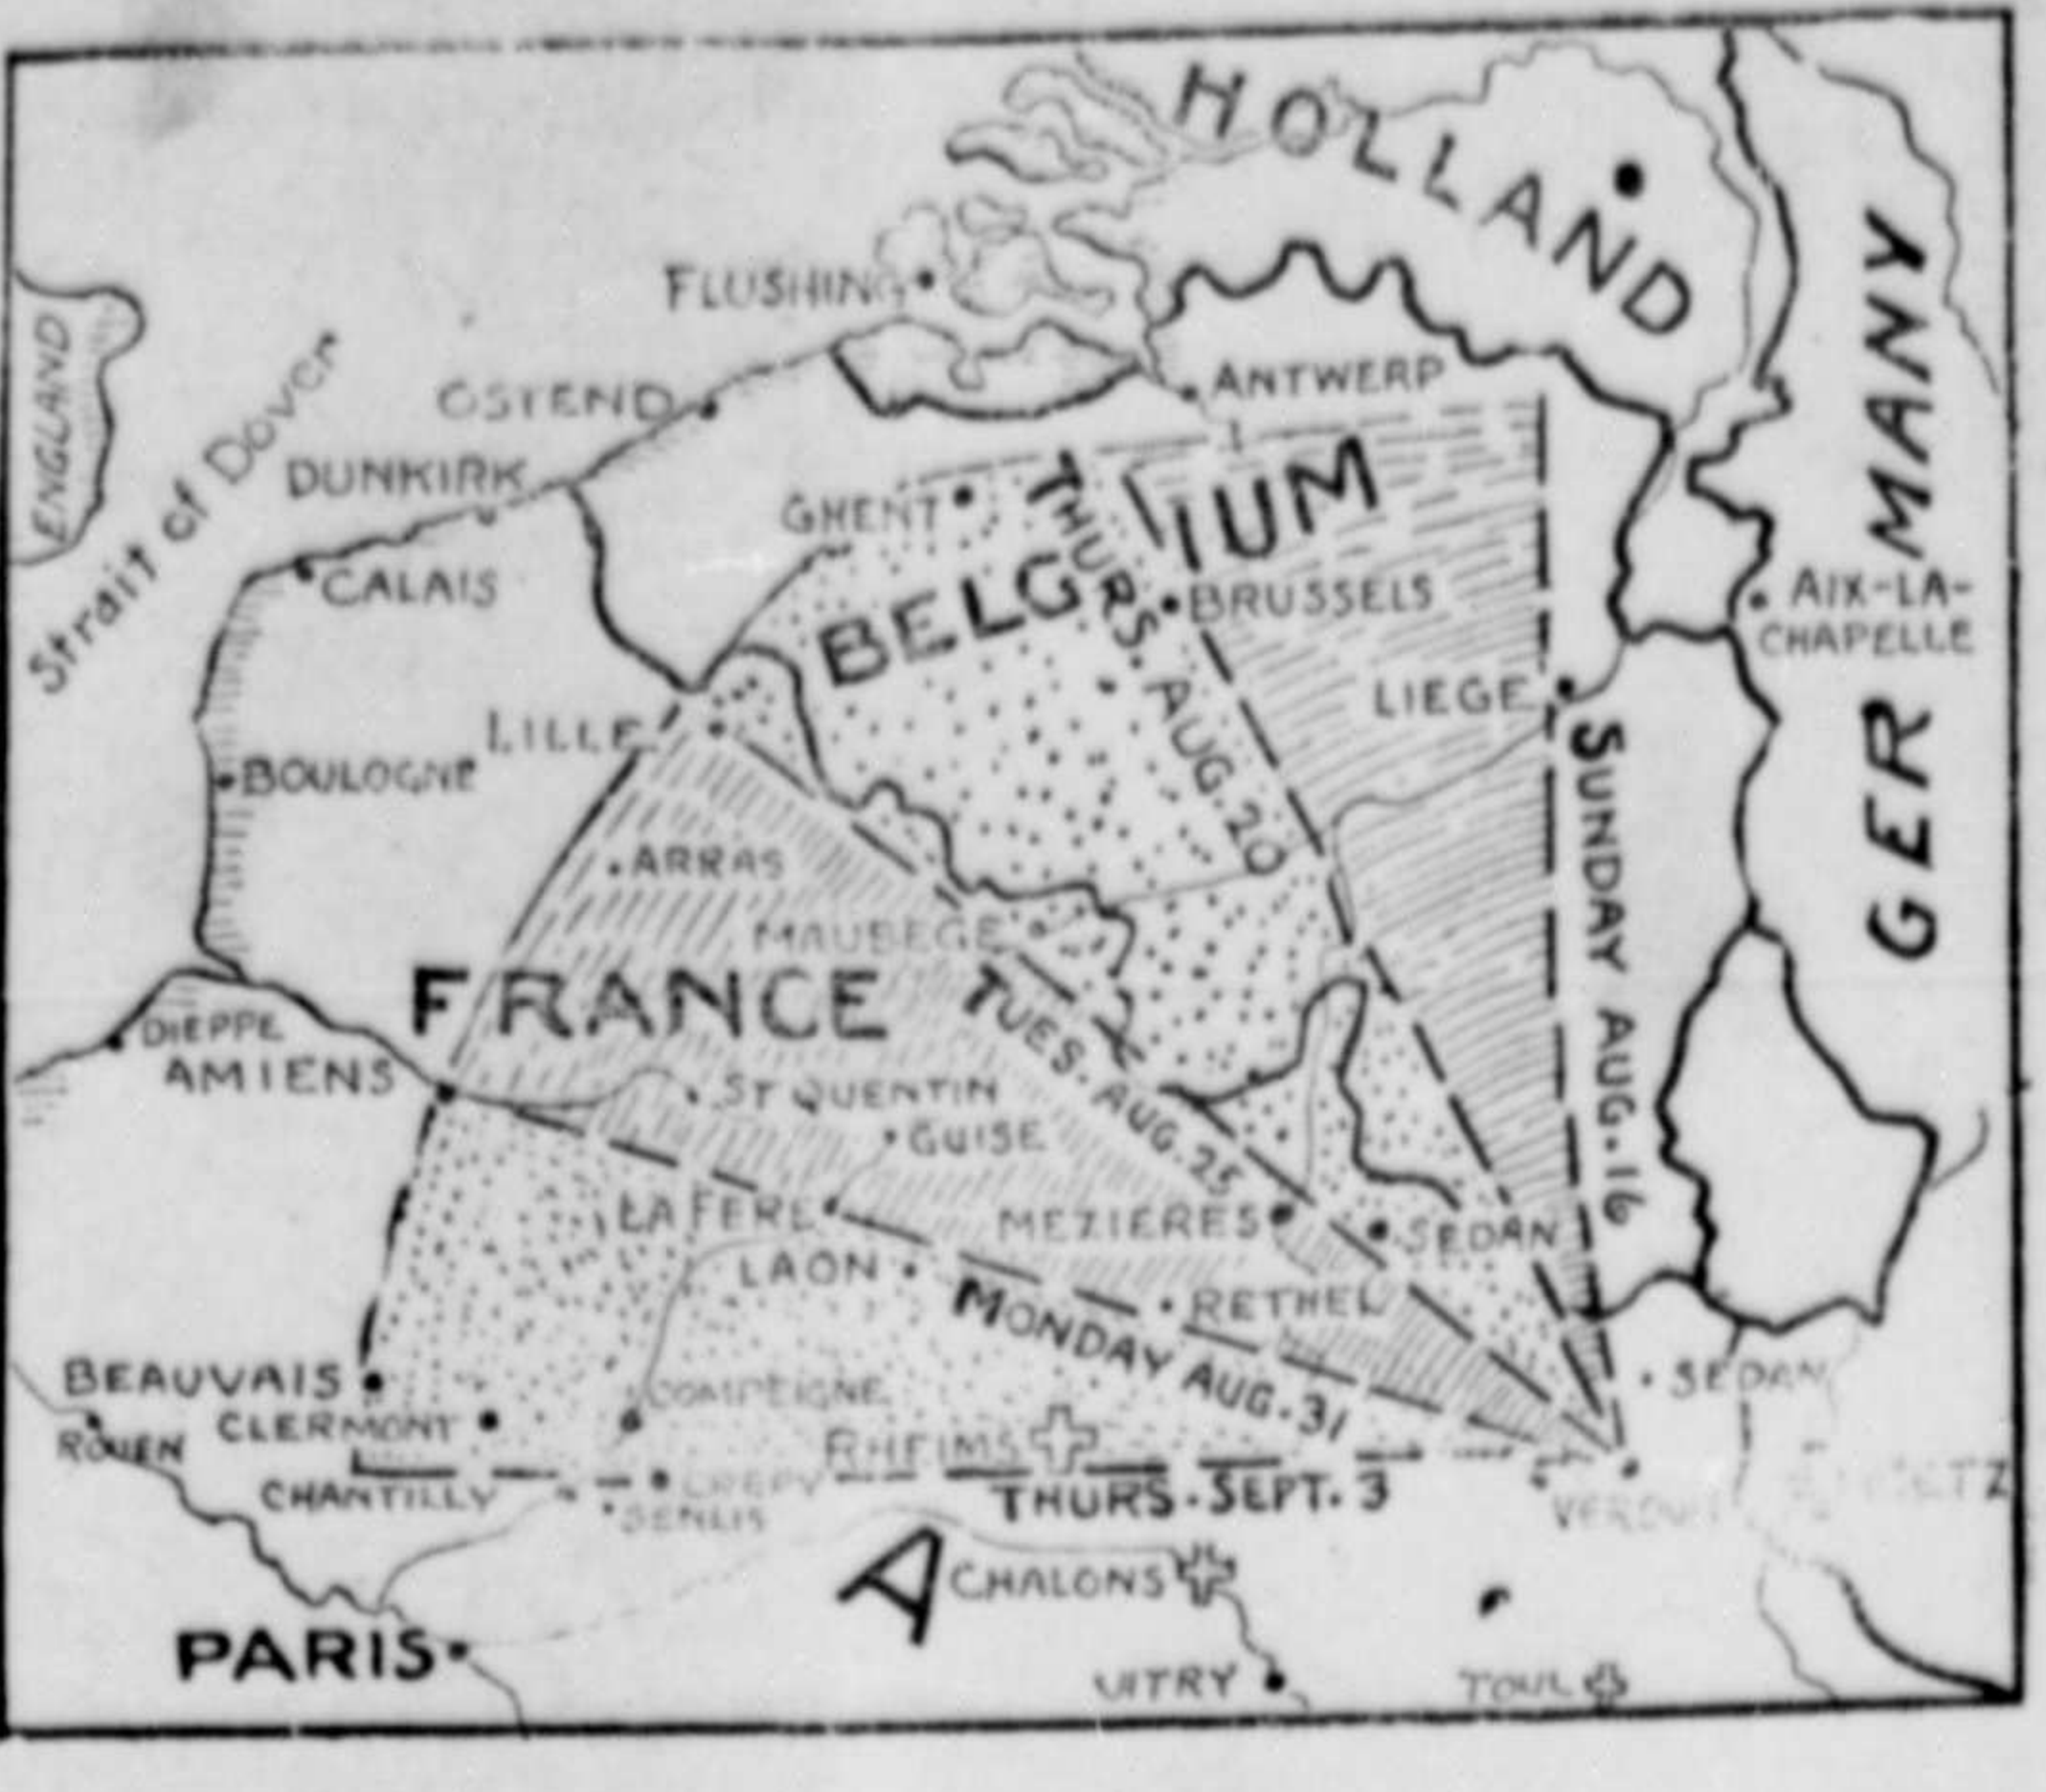 HOLLAND
GERMANY
ENGLAND
Strait of Dover
FLUSHING
OSTEND
ANTWERP
DUNKIRK
GHENT
BELGIUM
THURS. AUG. 20
CALAIS
BRUSSELS
AIX-LA-
CHAPELLE
LIEGE
LILLE
SUNDAY AUG. 16
BOULOGNE
ARRAS
MAUBEGE
FRANCE
TUES. AUG. 25
DIEPPE
AMIENS
ST QUENTIN
GUISE
LA FERE
MEZIERES
SEDAN
LAON
RETHEL
MONDAY AUG. 31
BEAUVAIS
COMPEIGNE
SEDAN
CLERMONT
ROUEN
RHEIMS
CREPY
CHANTILLY
THURS. SEPT. 3
SENLIS
A
CHALONS
PARIS
VITRY
TOUL